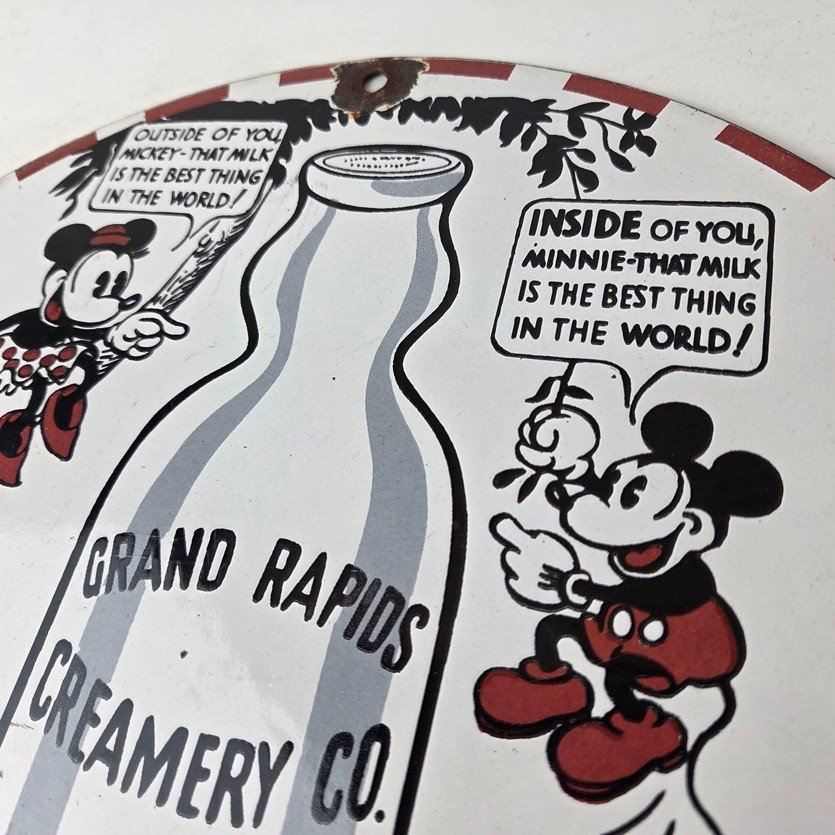 OUTSIDE OF YOU,
MICKEY-THAT MILK
IS THE BEST THING
IN THE WORLD!
INSIDE OF YOU,
MINNIE-THAT MILK
IS THE BEST THING
IN THE WORLD!
GRAND RAPIDS
CREAMERY CO.